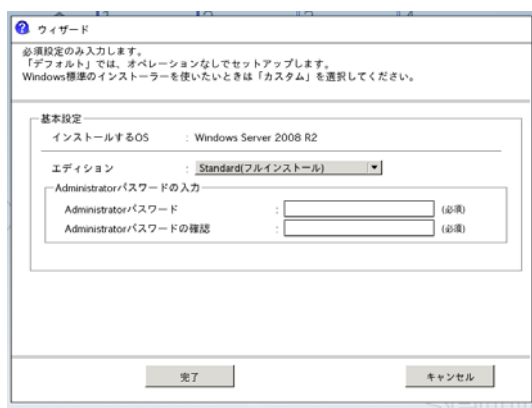 ウィザード
必須設定のみ入力します。
「デフォルト」では、オペレーションなしでセットアップします。
Windows標準のインストーラーを使いたいときは「カスタム」を選択してください。
基本設定
インストールするOS : Windows Server 2008 R2
エディション : Standard(フルインストール)
Administratorパスワードの入力
Administratorパスワード : (必須)
Administratorパスワードの確認 : (必須)
完了 キャンセル